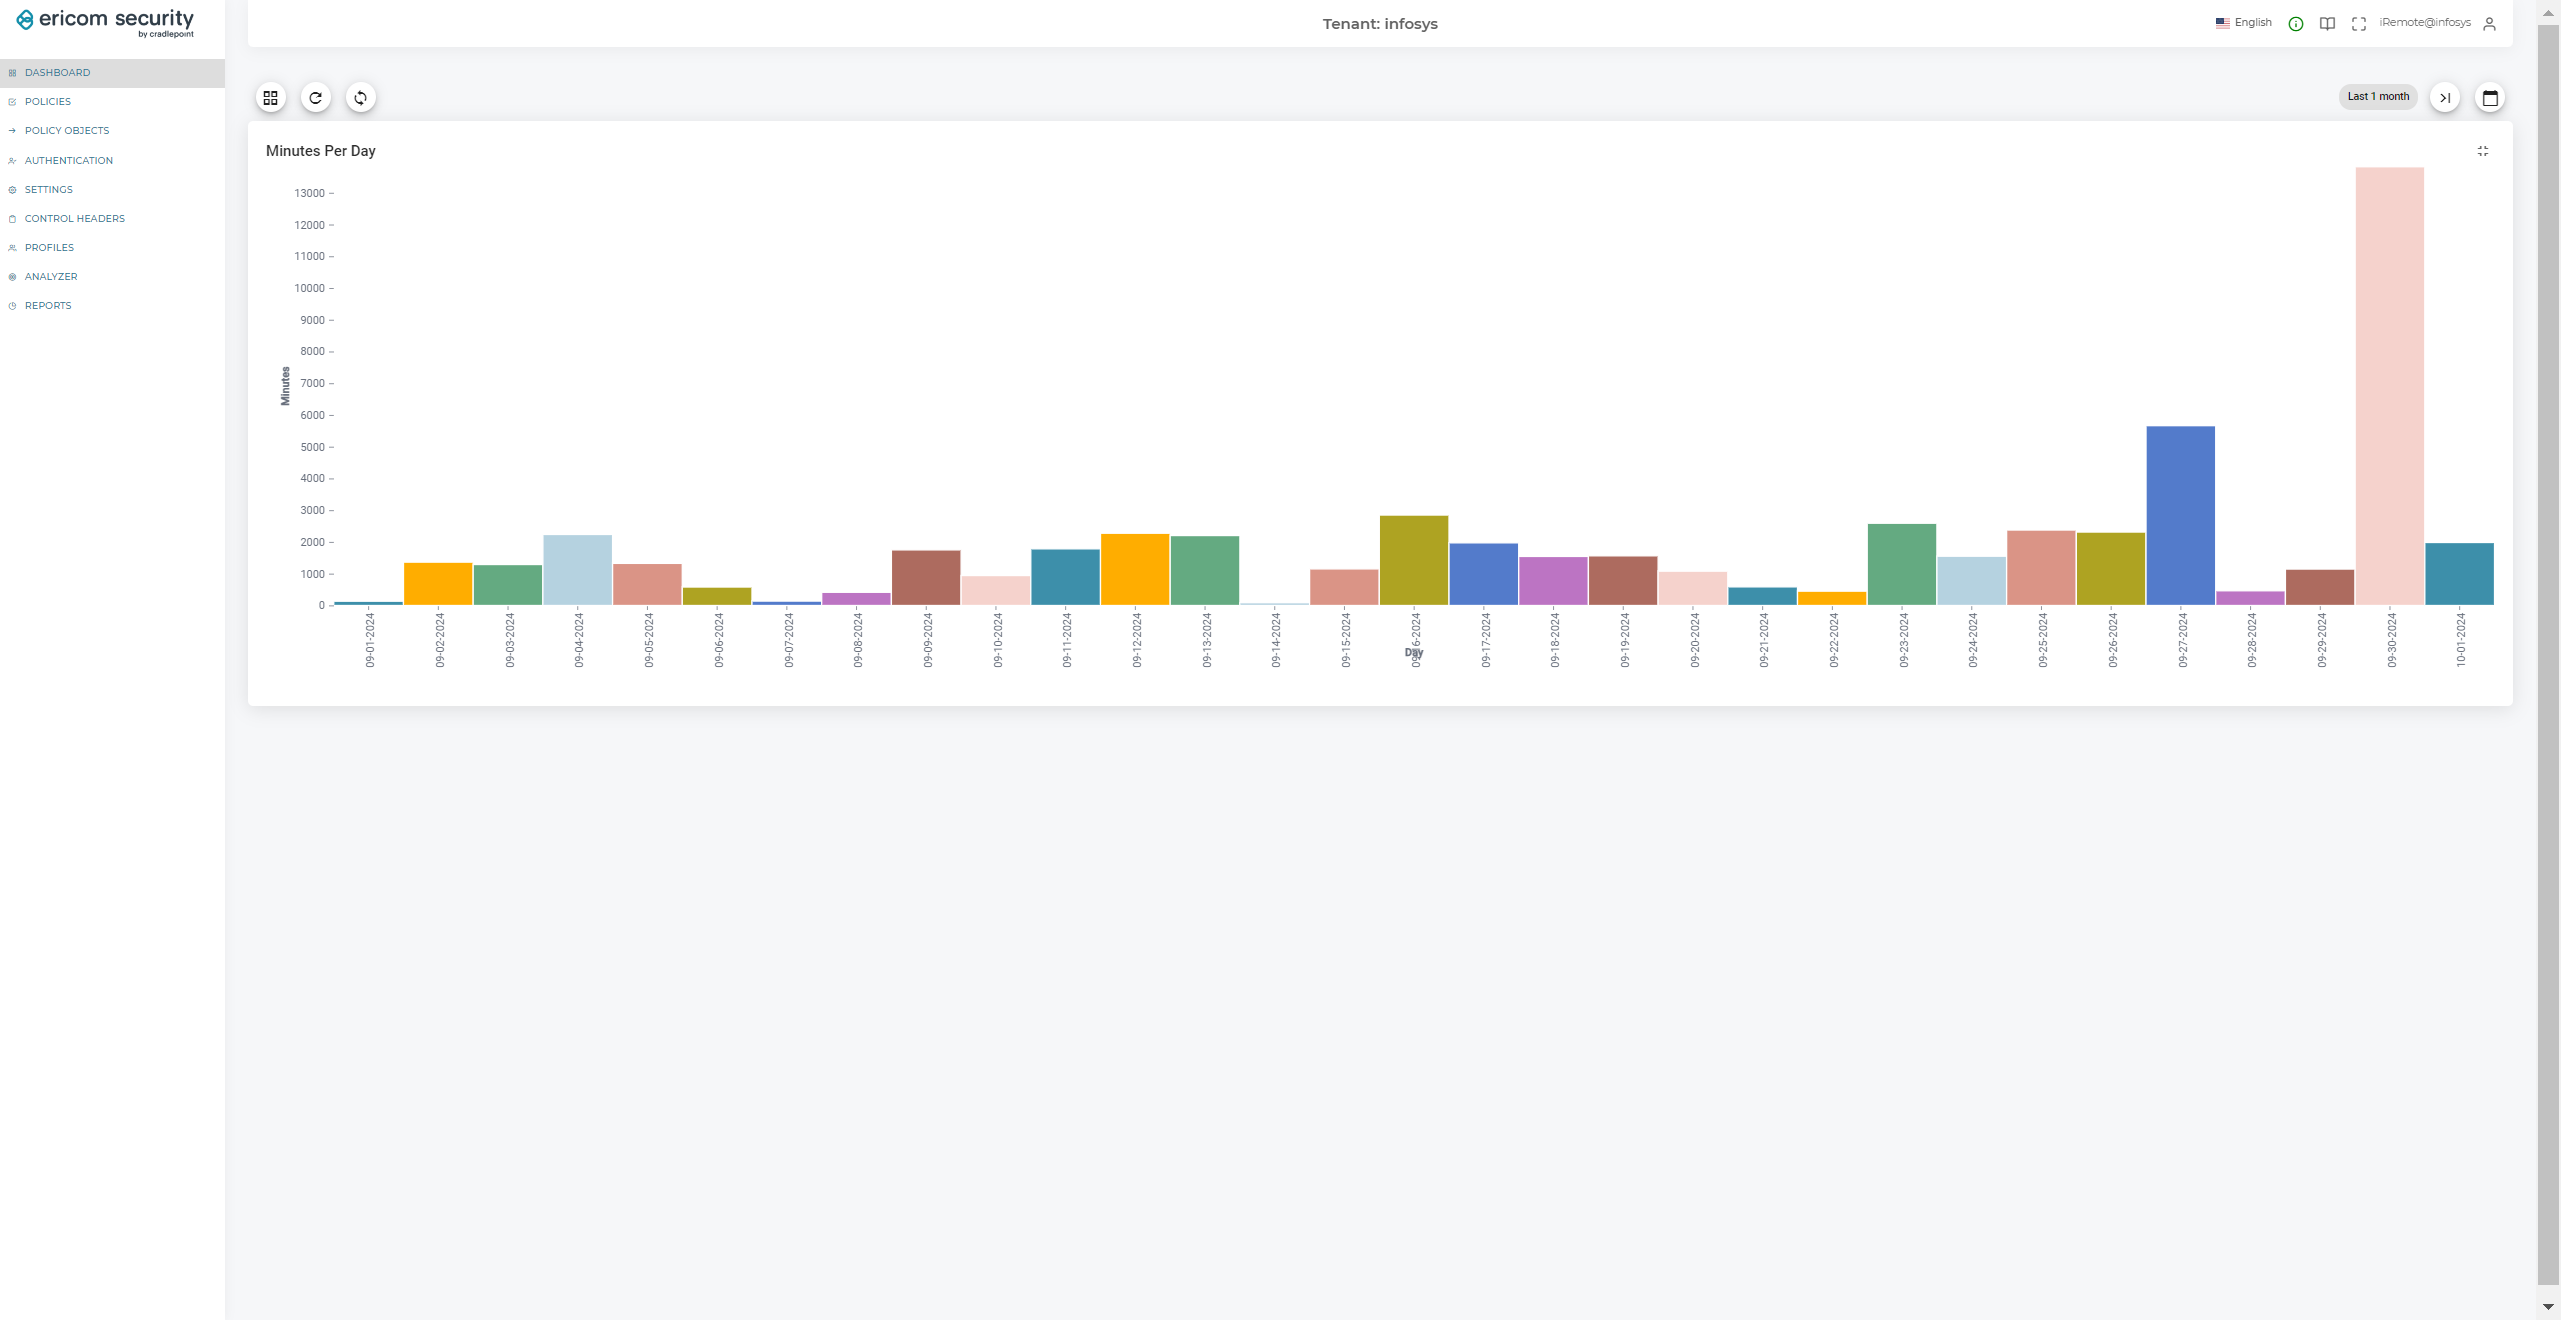 ericom security
by cradlepoint
Tenant: infosys
English
iRemote@infosys
DASHBOARD
POLICIES
POLICY OBJECTS
AUTHENTICATION
SETTINGS
CONTROL HEADERS
PROFILES
ANALYZER
REPORTS
Last 1 month
Minutes Per Day
13000
12000
11000
10000
9000
8000
7000
6000
5000
4000
3000
2000
1000
0
Minutes
09-01-2024
09-02-2024
09-03-2024
09-04-2024
09-05-2024
09-06-2024
09-07-2024
09-08-2024
09-09-2024
09-10-2024
09-11-2024
09-12-2024
09-13-2024
09-14-2024
09-15-2024
09-16-2024
09-17-2024
09-18-2024
09-19-2024
09-20-2024
09-21-2024
09-22-2024
09-23-2024
09-24-2024
09-25-2024
09-26-2024
09-27-2024
09-28-2024
09-29-2024
09-30-2024
10-01-2024
Day